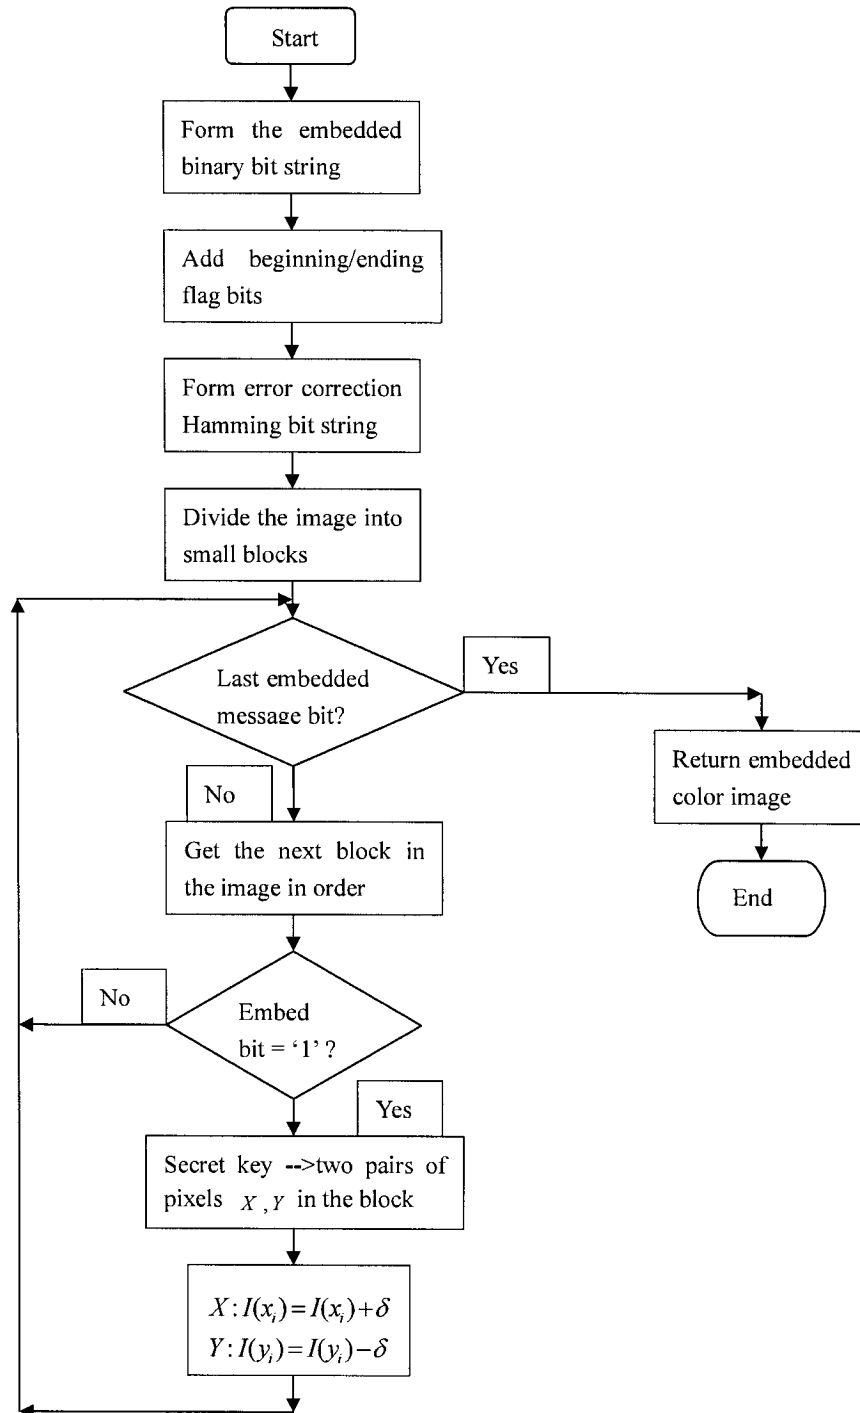 Start
Form the embedded
binary bit string
Add beginning/ending
flag bits
Form error correction
Hamming bit string
Divide the image into
small blocks
Last embedded
message bit?
Yes
Return embedded
color image
End
No
Get the next block in
the image in order
No
Embed
bit = ‘1’ ?
Yes
Secret key -->two pairs of
pixels X , Y in the block
X : I(x_i) = I(x_i) + δ
Y : I(y_i) = I(y_i) − δ